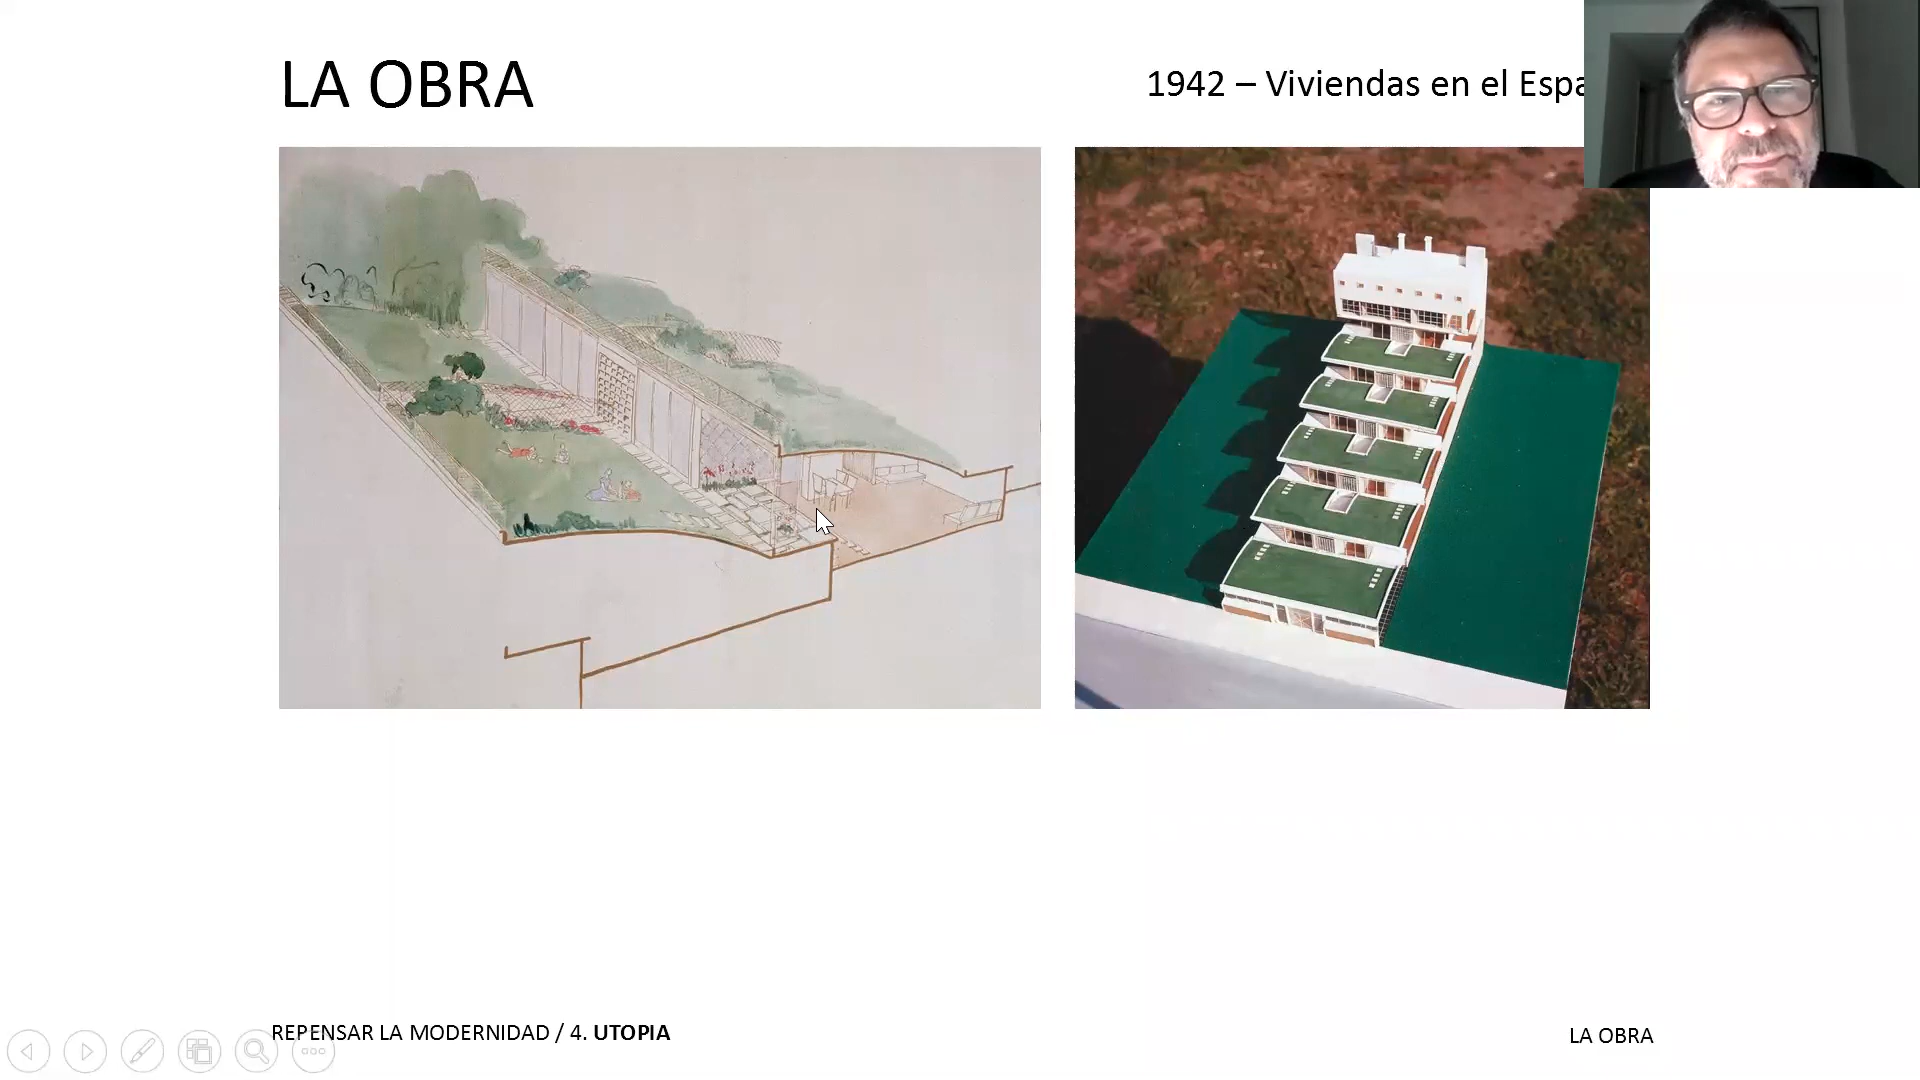 LA OBRA
1942 – Viviendas en el Espa
REPENSAR LA MODERNIDAD / 4. UTOPIA
LA OBRA